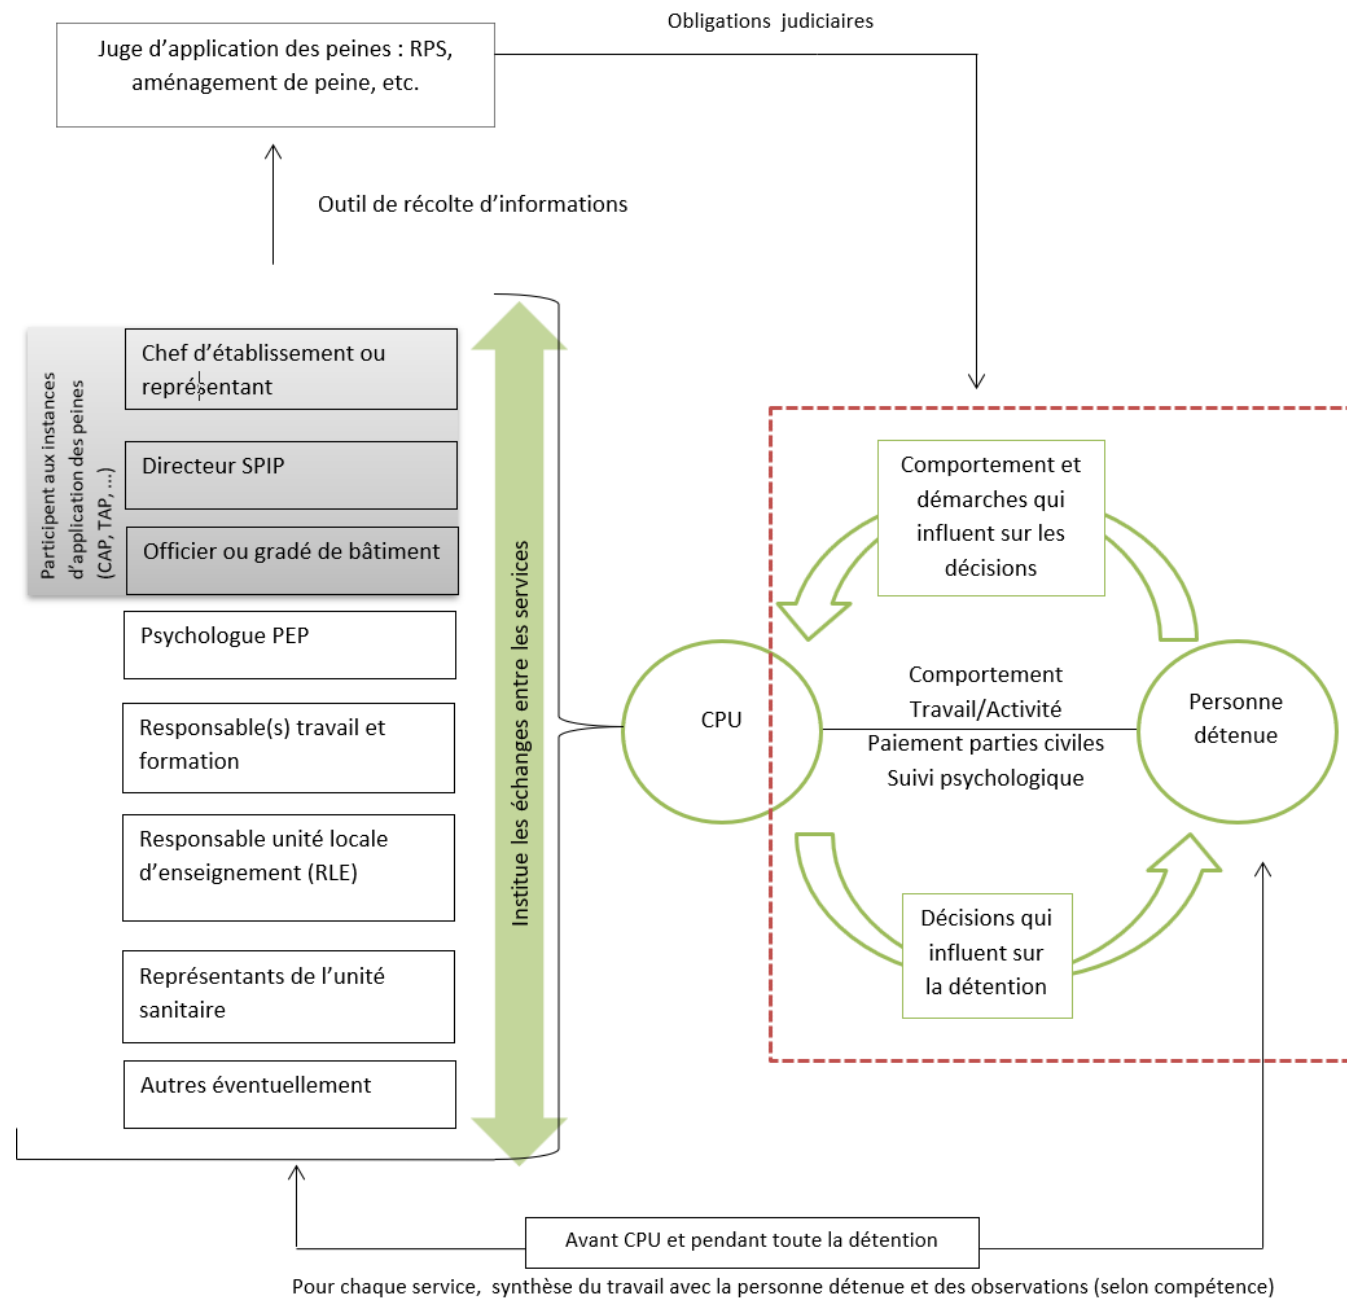 Obligations judiciaires
Juge d’application des peines : RPS,
aménagement de peine, etc.
Outil de récolte d’informations
Participent aux instances
d’application des peines
(CAP, TAP, ...)
Chef d’établissement ou
représentant
Directeur SPIP
Officier ou gradé de bâtiment
Psychologue PEP
Responsable(s) travail et
formation
Responsable unité locale
d’enseignement (RLE)
Représentants de l’unité
sanitaire
Autres éventuellement
Institue les échanges entre les services
CPU
Comportement et
démarches qui
influent sur les
décisions
Comportement
Travail/Activité
Paiement parties civiles
Suivi psychologique
Personne
détenue
Décisions qui
influent sur
la détention
Avant CPU et pendant toute la détention
Pour chaque service, synthèse du travail avec la personne détenue et des observations (selon compétence)